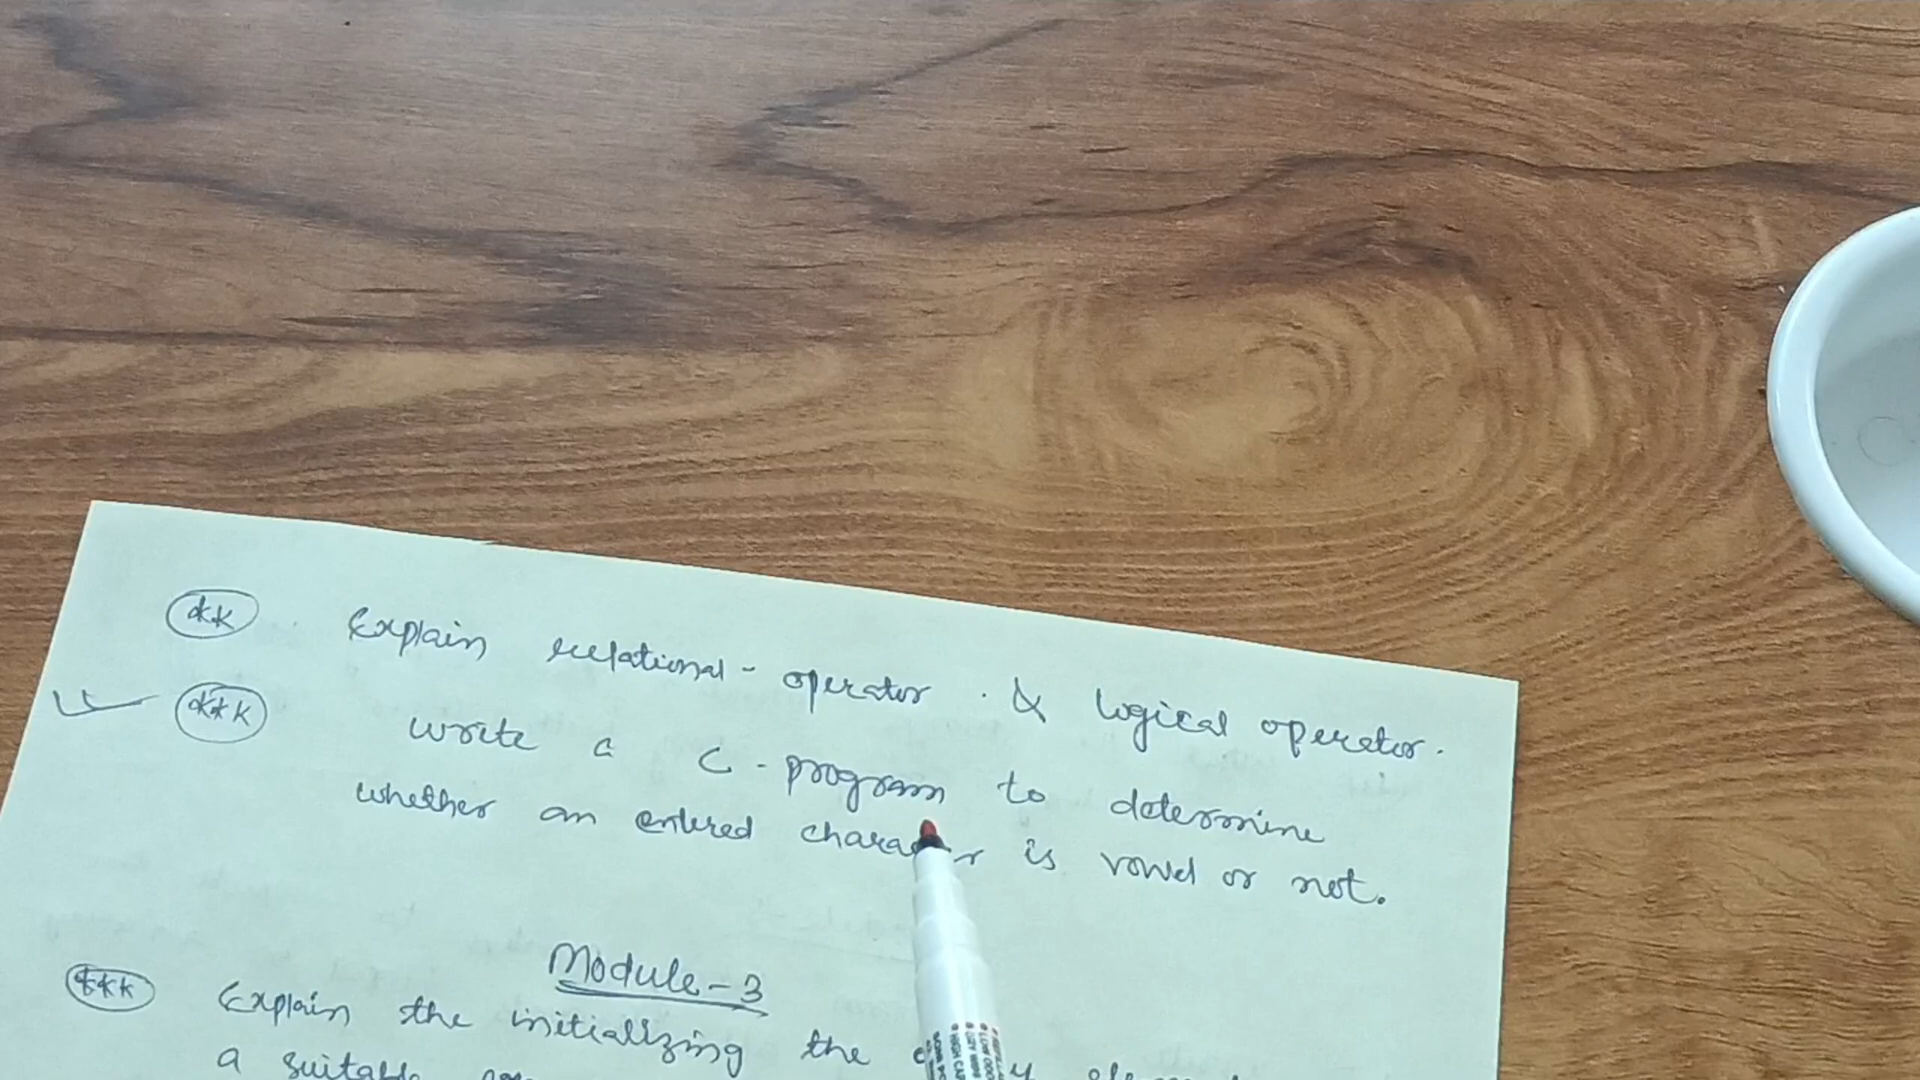 ** Explain relational - operator . & logical operator.
*** write a C - program to determine
whether an entered is vowel or not.
Module - 3
*** Explain the initializing the
a suitable